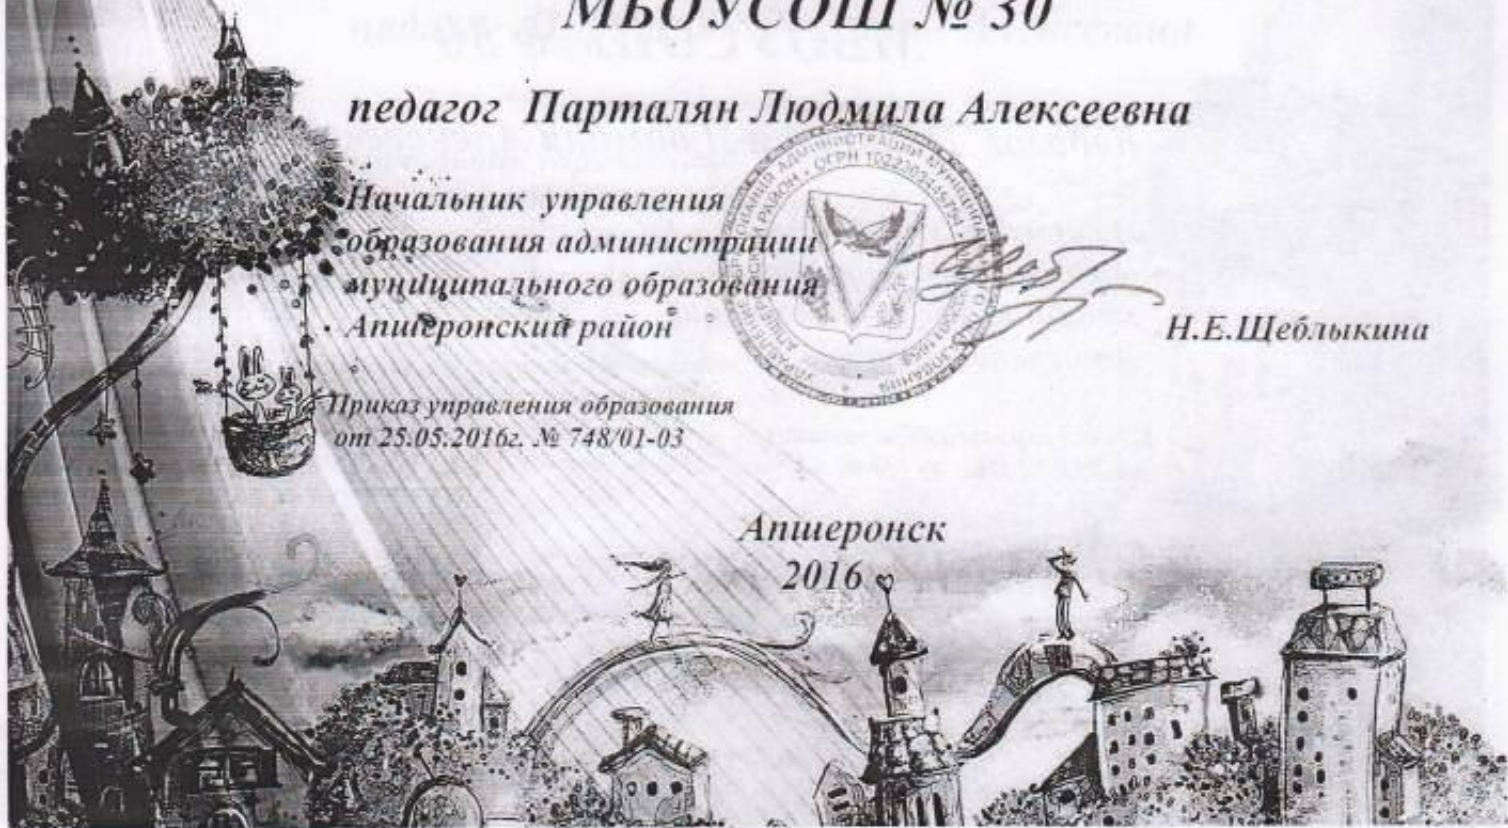 МБОУСОШ № 30
педагог Парталян Людмила Алексеевна
Начальник управления
образования администрации
муниципального образования
Апшеронский район
Н.Е.Щеблыкина
Приказ управления образования
от 25.05.2016г. № 748/01-03
Апшеронск
2016